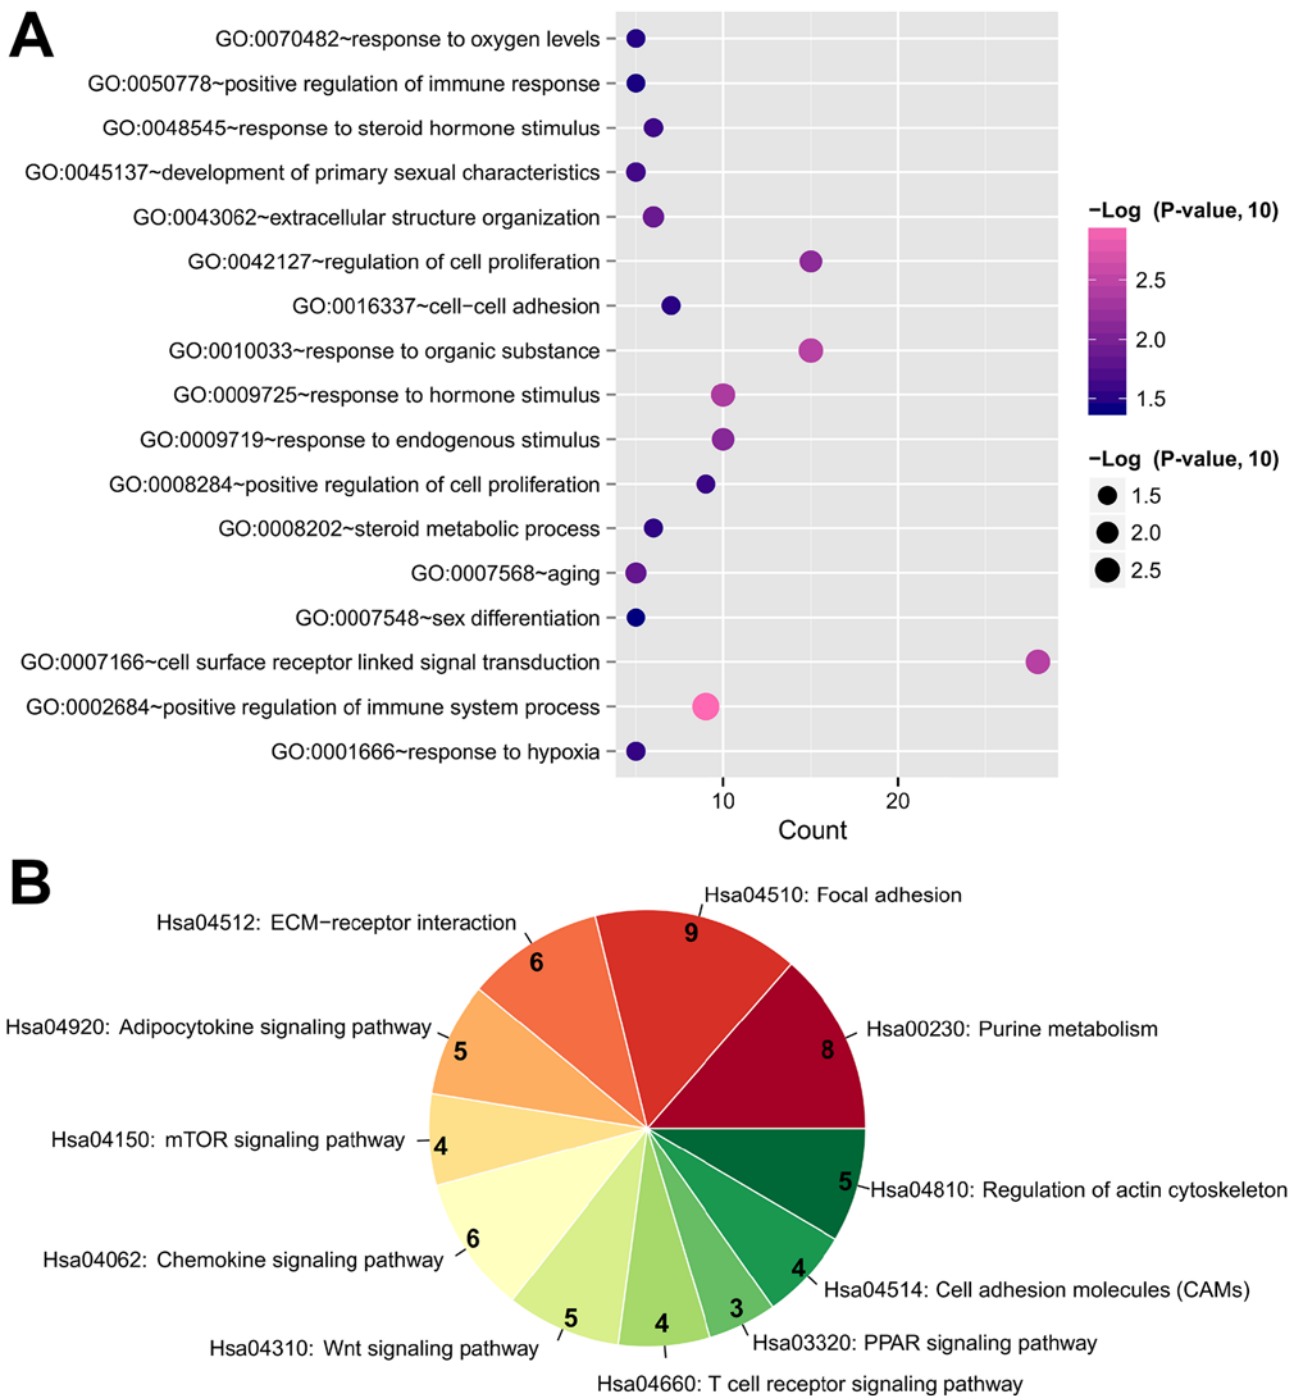 A
GO:0070482~response to oxygen levels
GO:0050778~positive regulation of immune response
GO:0048545~response to steroid hormone stimulus
GO:0045137~development of primary sexual characteristics
GO:0043062~extracellular structure organization
GO:0042127~regulation of cell proliferation
GO:0016337~cell−cell adhesion
GO:0010033~response to organic substance
GO:0009725~response to hormone stimulus
GO:0009719~response to endogenous stimulus
GO:0008284~positive regulation of cell proliferation
GO:0008202~steroid metabolic process
GO:0007568~aging
GO:0007548~sex differentiation
GO:0007166~cell surface receptor linked signal transduction
GO:0002684~positive regulation of immune system process
GO:0001666~response to hypoxia
10 20
Count
−Log (P-value, 10)
2.5
2.0
1.5
−Log (P-value, 10)
1.5
2.0
2.5
B
Hsa04510: Focal adhesion
9
Hsa04512: ECM−receptor interaction
6
Hsa04920: Adipocytokine signaling pathway
5
Hsa00230: Purine metabolism
8
Hsa04150: mTOR signaling pathway
4
Hsa04810: Regulation of actin cytoskeleton
5
Hsa04062: Chemokine signaling pathway
6
Hsa04514: Cell adhesion molecules (CAMs)
4
Hsa04310: Wnt signaling pathway
5
Hsa03320: PPAR signaling pathway
3
Hsa04660: T cell receptor signaling pathway
4